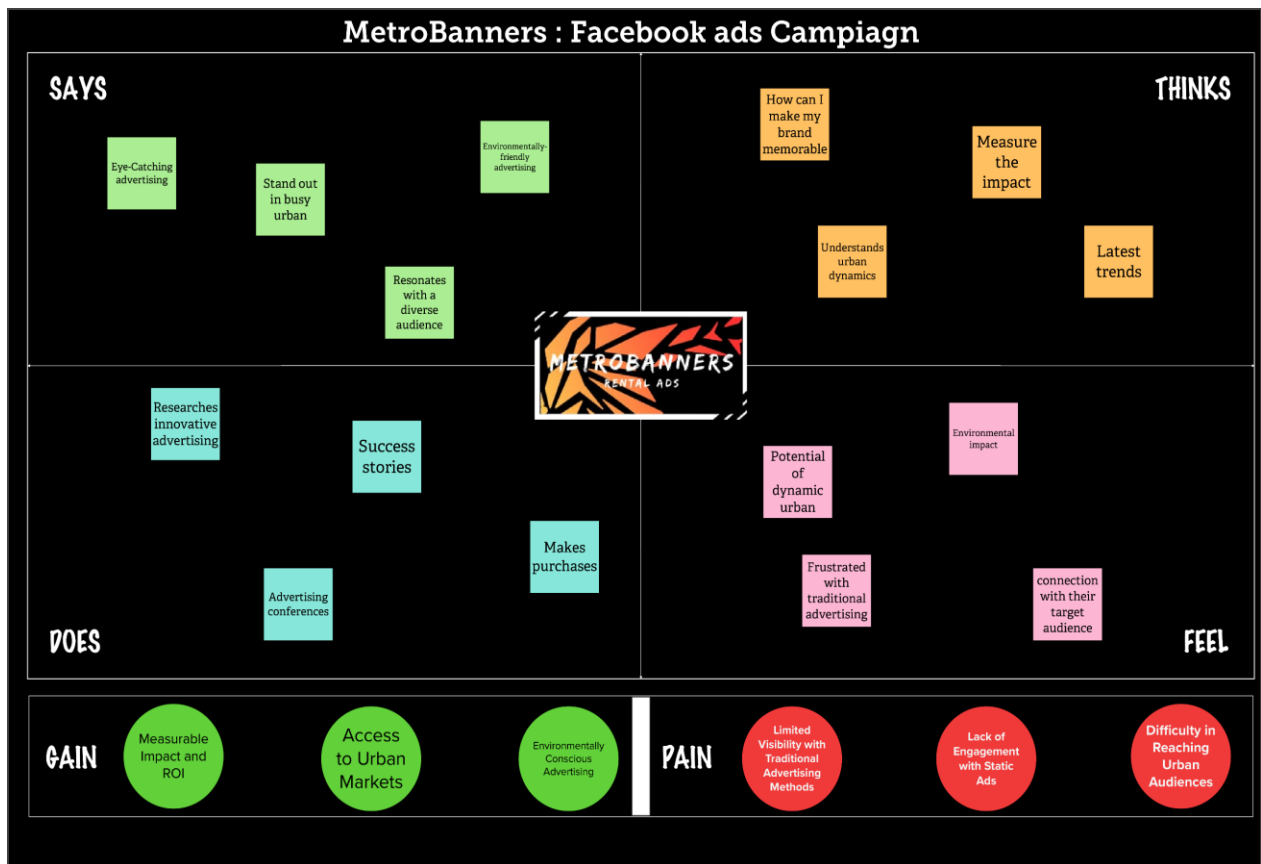 MetroBanners : Facebook ads Campiagn
SAYS
Eye-Catching
advertising
Stand out
in busy
urban
Environmentally-
friendly
advertising
Resonates
with a
diverse
audience
THINKS
How can I
make my
brand
memorable
Measure
the
impact
Understands
urban
dynamics
Latest
trends
METROBANNERS
RENTAL ADS
DOES
Researches
innovative
advertising
Success
stories
Makes
purchases
Advertising
conferences
FEEL
Environmental
impact
Potential
of
dynamic
urban
Frustrated
with
traditional
advertising
connection
with their
target
audience
GAIN
Measurable
Impact and
ROI
Access
to Urban
Markets
Environmentally
Conscious
Advertising
PAIN
Limited
Visibility with
Traditional
Advertising
Methods
Lack of
Engagement
with Static
Ads
Difficulty in
Reaching
Urban
Audiences